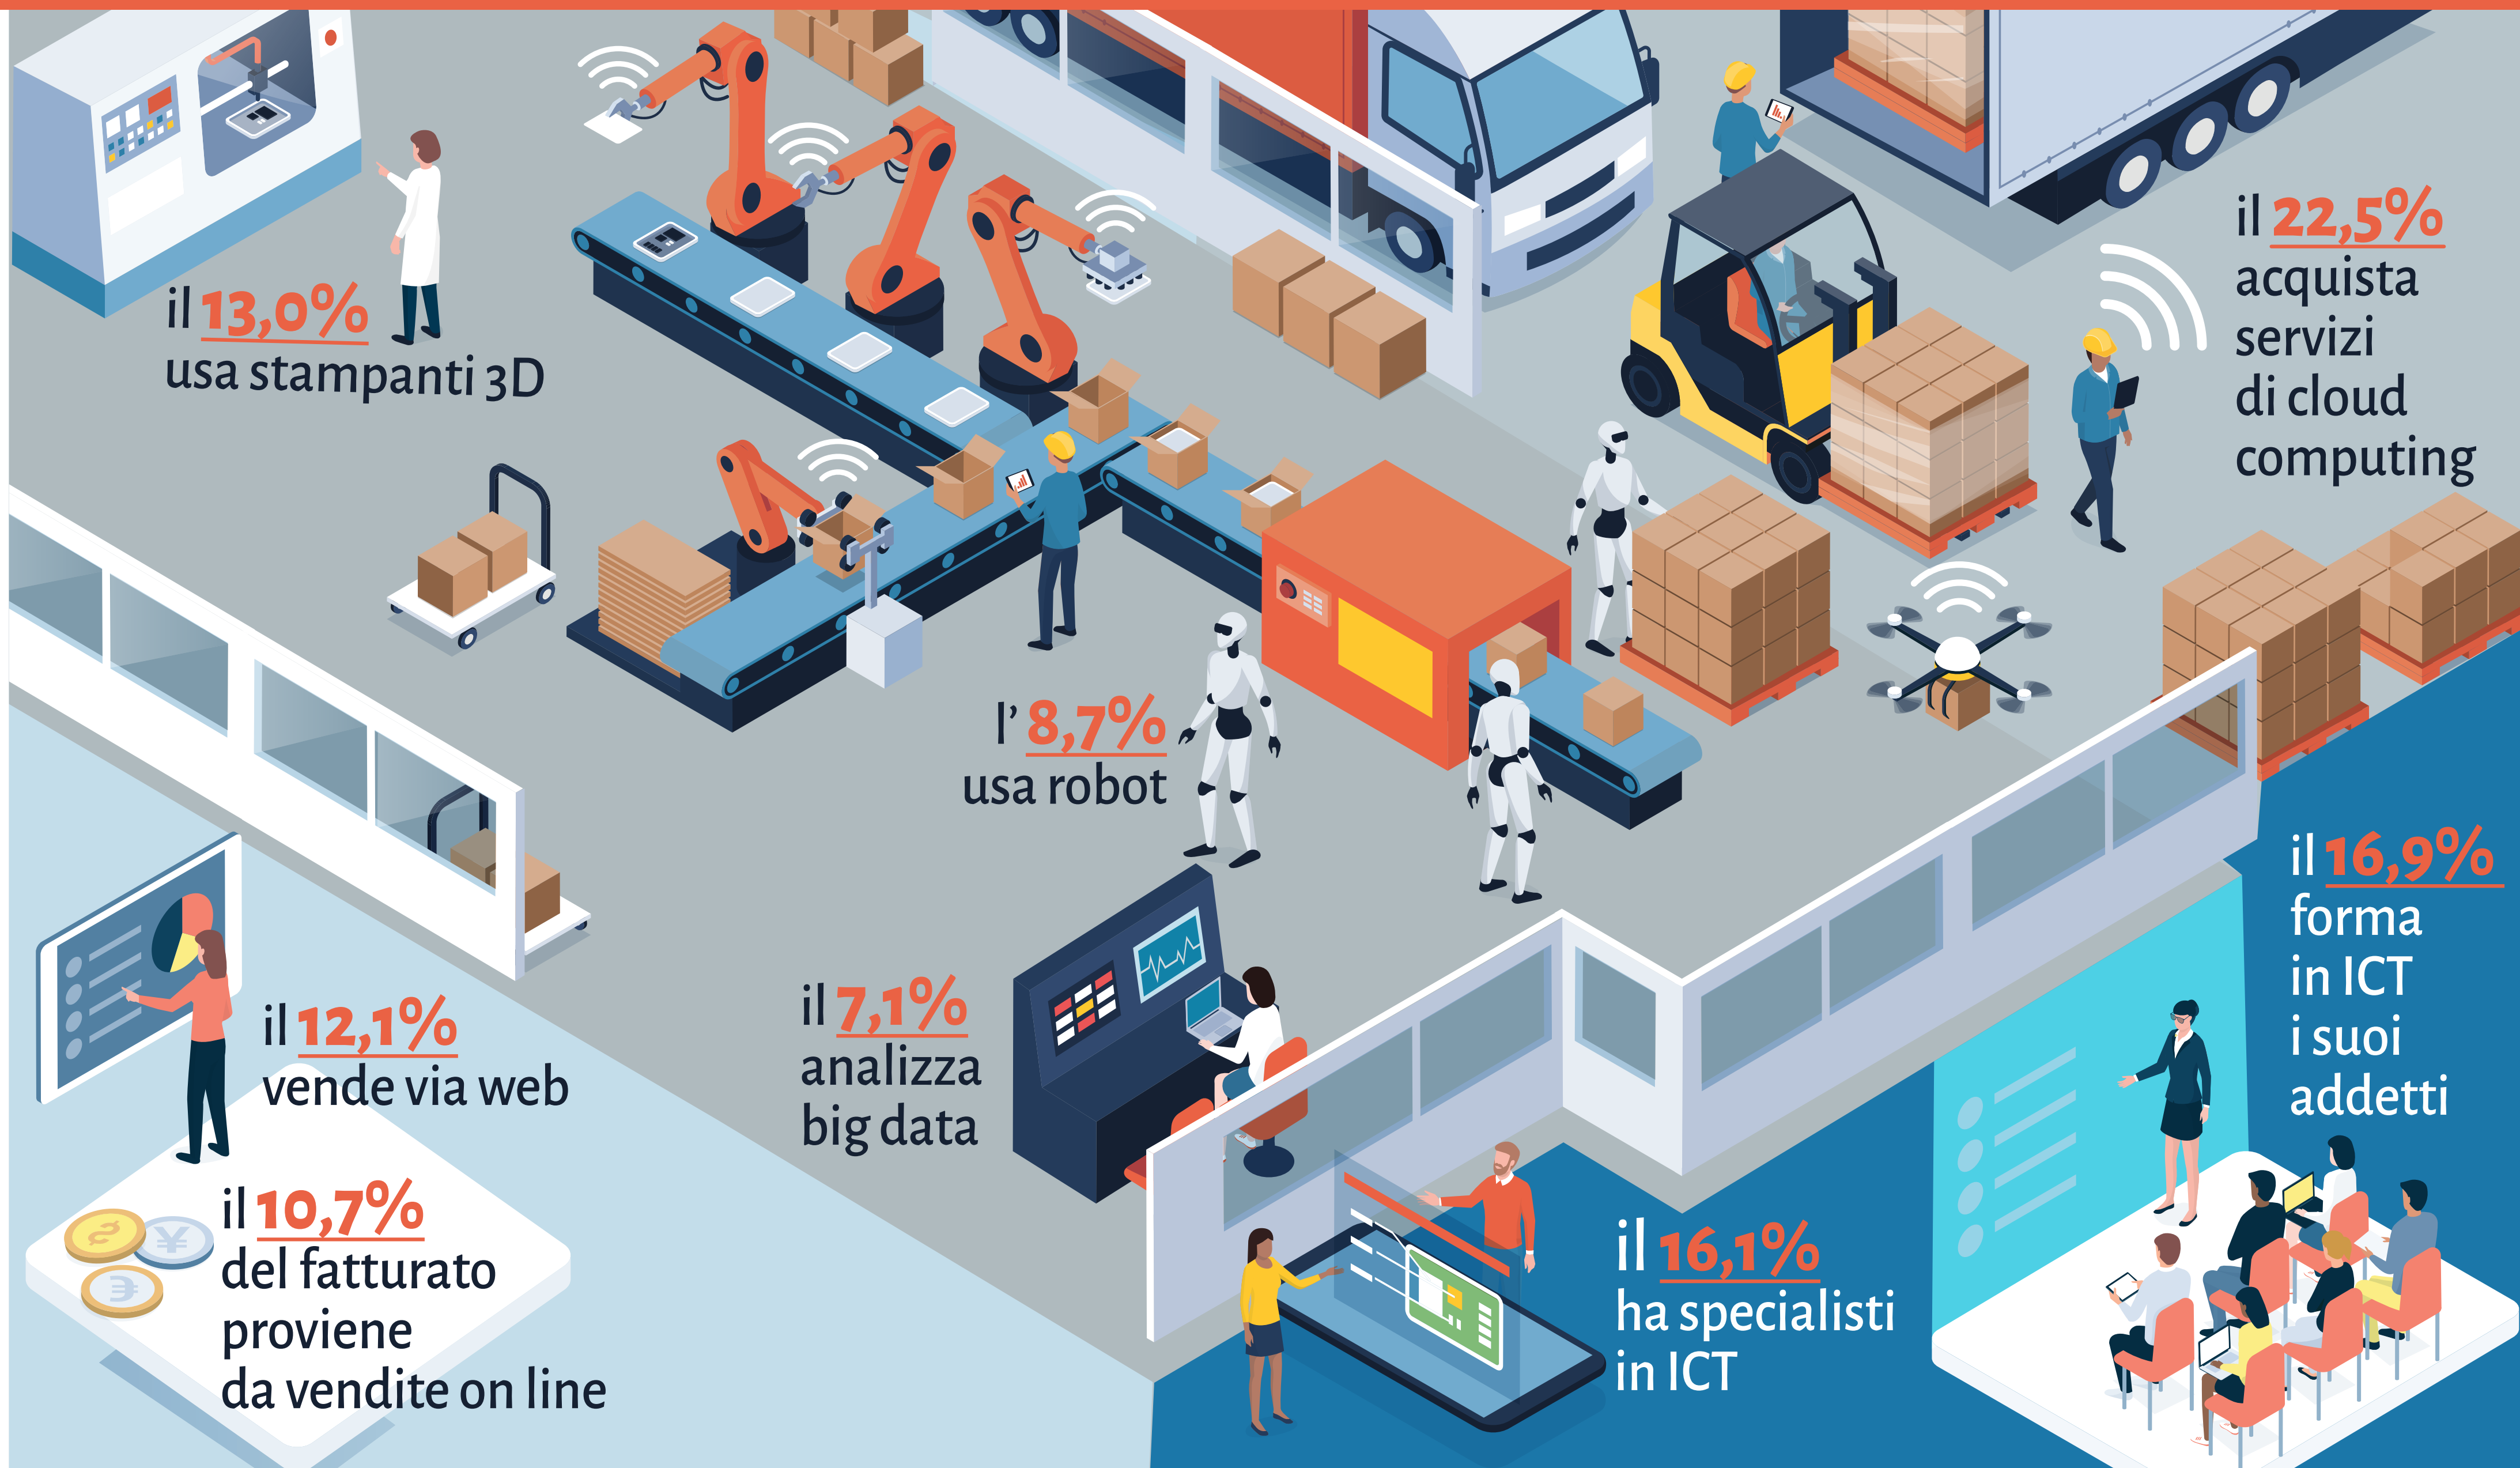 il 13,0%
usa stampanti 3D
il 22,5%
acquista
servizi
di cloud
computing
l' 8,7%
usa robot
il 12,1%
vende via web
il 7,1%
analizza
big data
il 16,9%
forma
in ICT
i suoi
addetti
il 10,7%
del fatturato
proviene
da vendite on line
il 16,1%
ha specialisti
in ICT